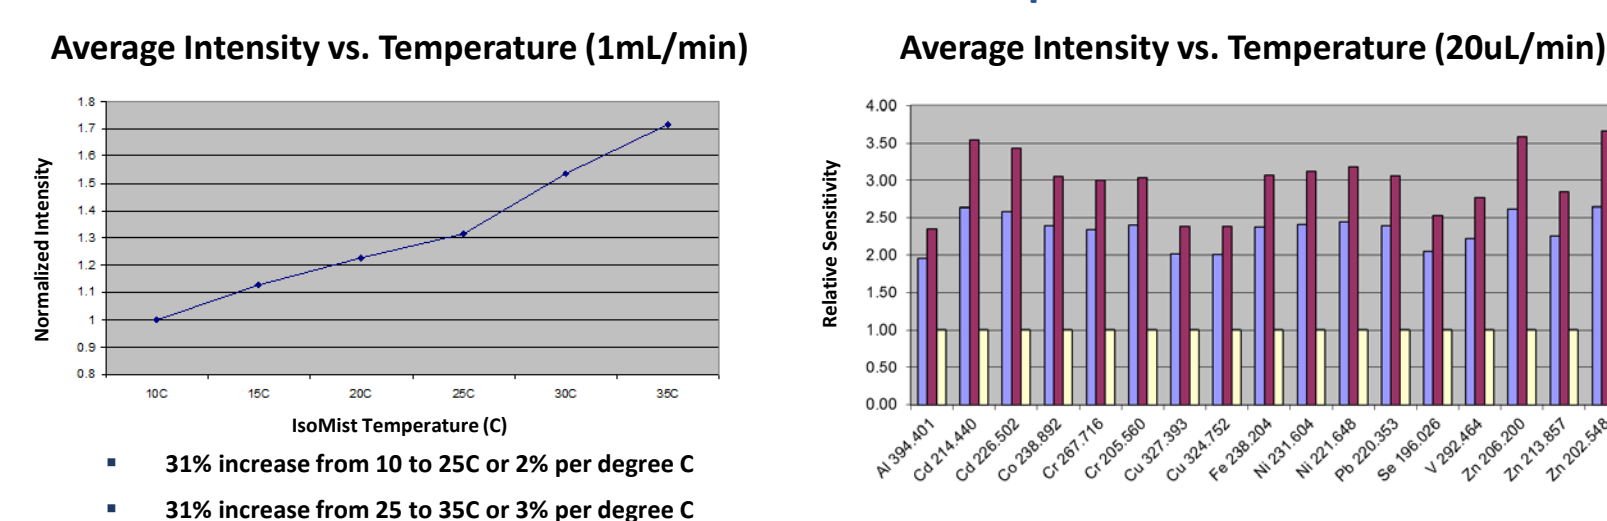 Average Intensity vs. Temperature (1mL/min)
1.8
1.7
1.6
1.5
1.4
1.3
1.2
1.1
1
0.9
0.8
Normalized Intensity
10C 15C 20C 25C 30C 35C
IsoMist Temperature (C)
▪ 31% increase from 10 to 25C or 2% per degree C
▪ 31% increase from 25 to 35C or 3% per degree C
Average Intensity vs. Temperature (20uL/min)
4.00
3.50
3.00
2.50
2.00
1.50
1.00
0.50
0.00
Relative Sensitivity
Al 394.401
Cd 214.440
Cd 226.502
Co 238.892
Cr 267.716
Cr 205.560
Cu 327.393
Cu 324.752
Fe 238.204
Ni 231.604
Ni 221.648
Pb 220.353
Se 196.026
V 292.464
Zn 206.200
Zn 213.857
Zn 202.548